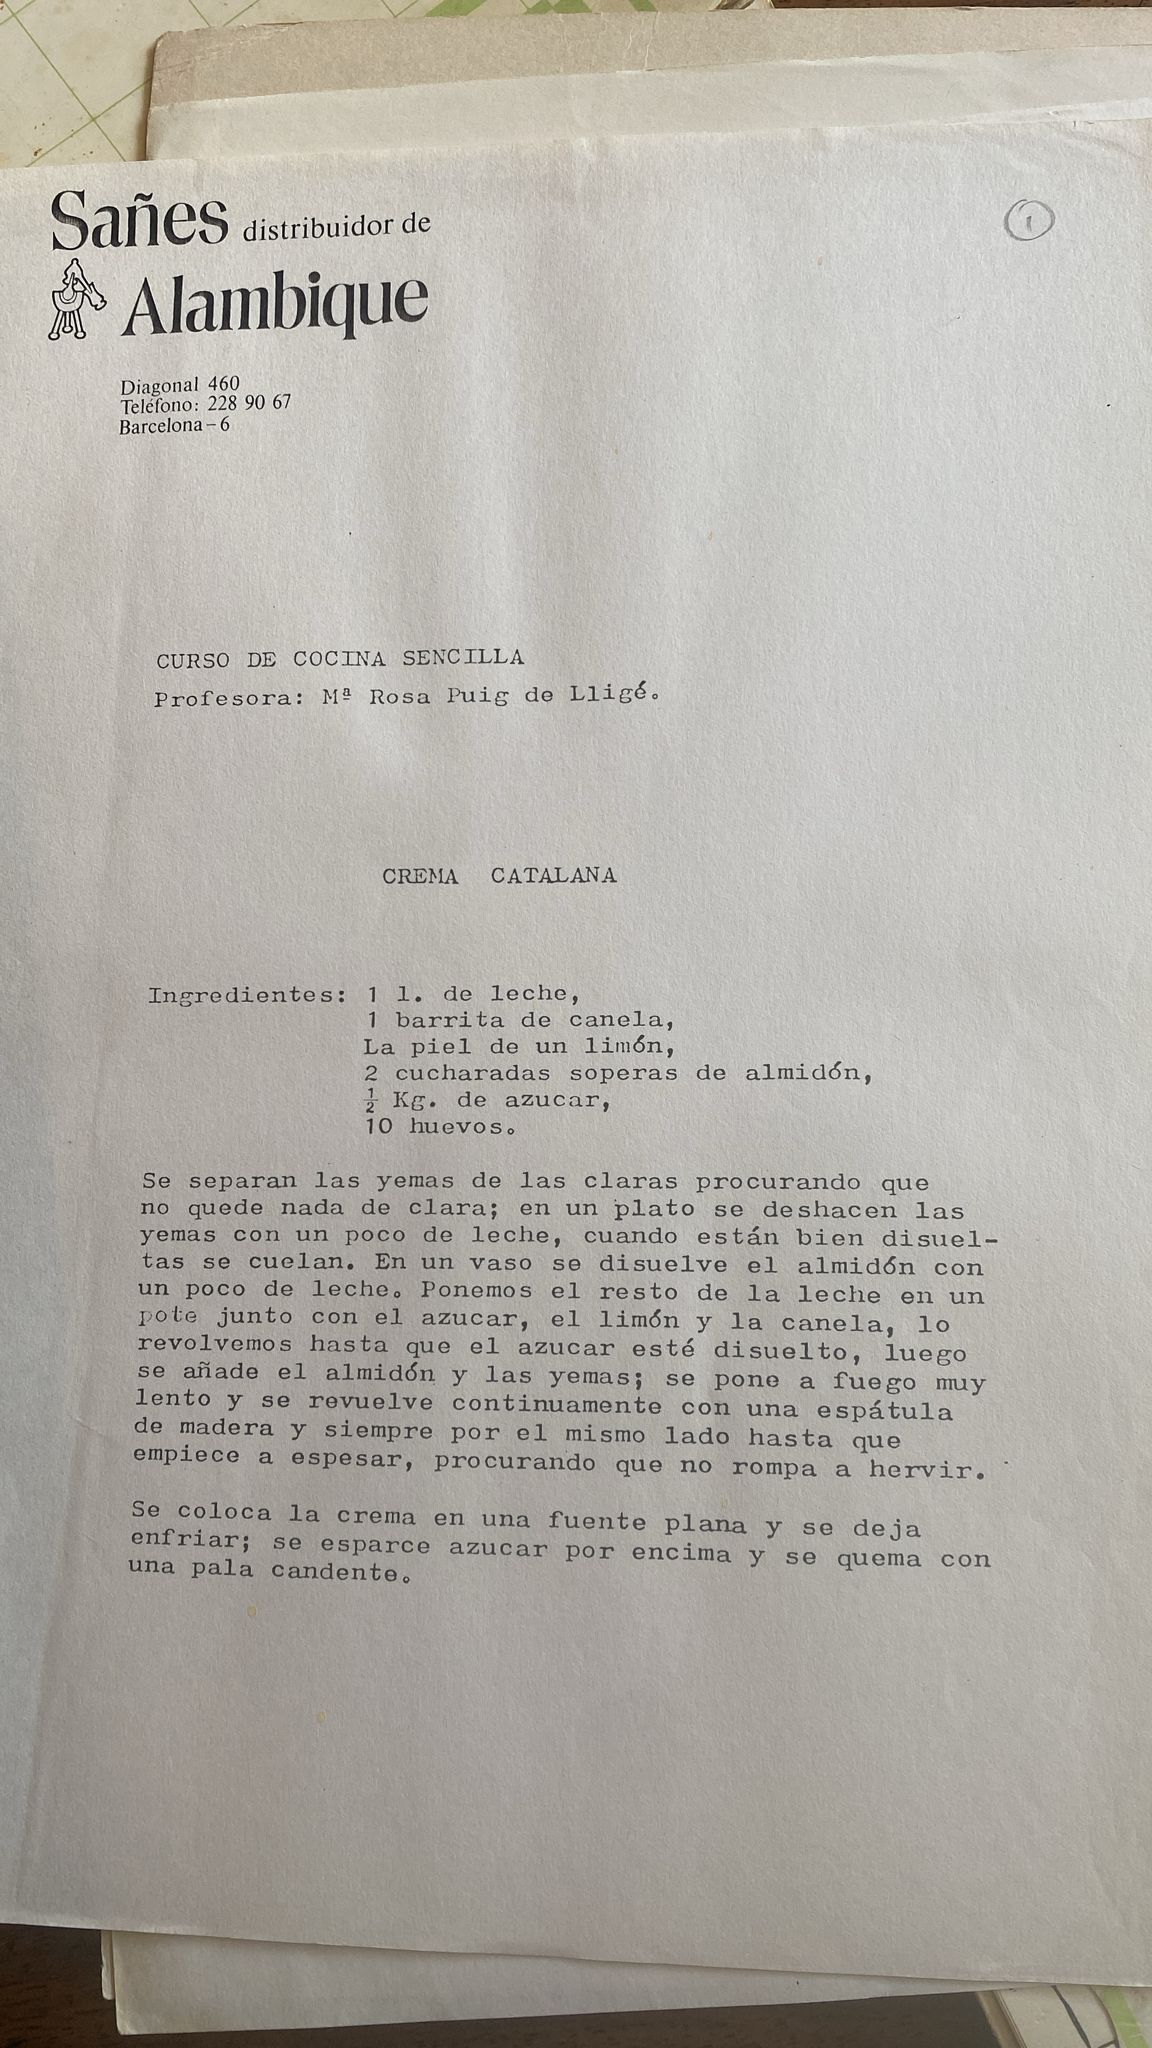 Sañes distribuidor de
Alambique
1
Diagonal 460
Teléfono: 228 90 67
Barcelona-6
CURSO DE COCINA SENCILLA
Profesora: Mª Rosa Puig de Lligé.
CREMA CATALANA
Ingredientes: 1 l. de leche,
1 barrita de canela,
La piel de un limón,
2 cucharadas soperas de almidón,
½ Kg. de azucar,
10 huevos.
Se separan las yemas de las claras procurando que
no quede nada de clara; en un plato se deshacen las
yemas con un poco de leche, cuando están bien disuel-
tas se cuelan. En un vaso se disuelve el almidón con
un poco de leche. Ponemos el resto de la leche en un
pote junto con el azucar, el limón y la canela, lo
revolvemos hasta que el azucar esté disuelto, luego
se añade el almidón y las yemas; se pone a fuego muy
lento y se revuelve continuamente con una espátula
de madera y siempre por el mismo lado hasta que
empiece a espesar, procurando que no rompa a hervir.
Se coloca la crema en una fuente plana y se deja
enfriar; se esparce azucar por encima y se quema con
una pala candente.